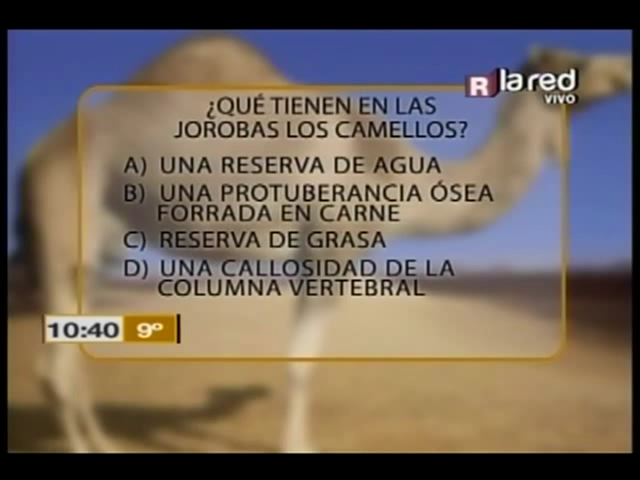 R la red
VIVO
¿QUÉ TIENEN EN LAS
JOROBAS LOS CAMELLOS?
A) UNA RESERVA DE AGUA
B) UNA PROTUBERANCIA ÓSEA
FORRADA EN CARNE
C) RESERVA DE GRASA
D) UNA CALLOSIDAD DE LA
COLUMNA VERTEBRAL
10:40 9º